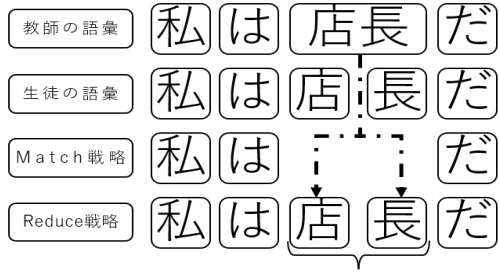 教師の語彙 私 は 店長 だ
生徒の語彙 私 は 店 長 だ
Match戦略 私 は だ
Reduce戦略 私 は 店 長 だ